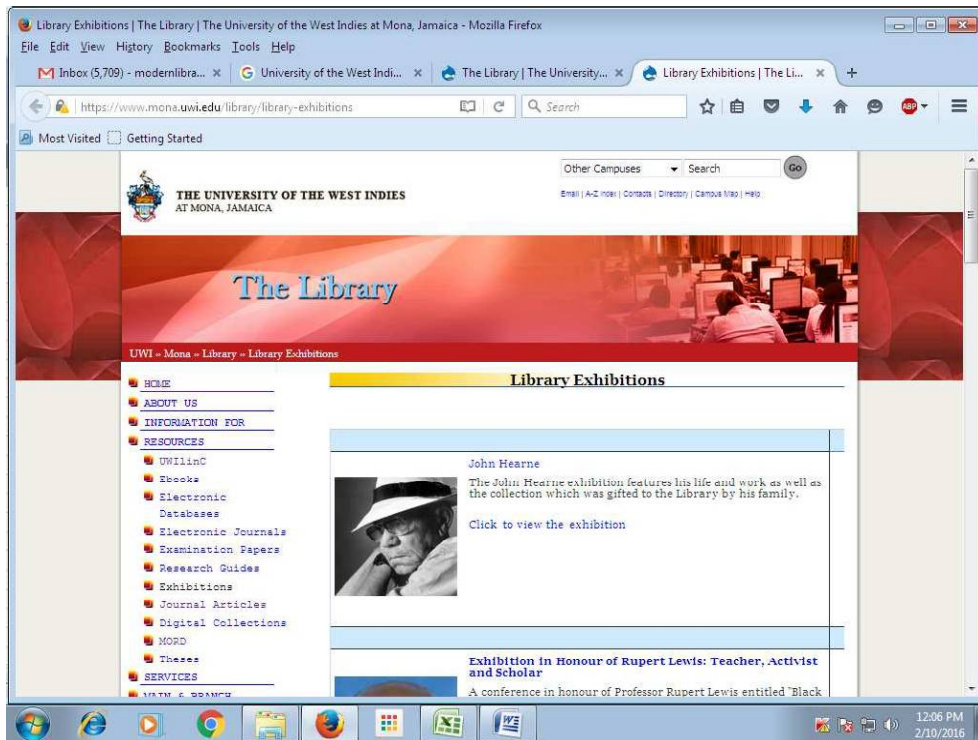 Library Exhibitions | The Library | The University of the West Indies at Mona, Jamaica - Mozilla Firefox
File Edit View History Bookmarks Tools Help
Inbox (5,709) - modernlibra... × University of the West Indi... × The Library | The University... × Library Exhibitions | The Li... × +
https://www.mona.uwi.edu/library/library-exhibitions Search ABP
Most Visited Getting Started
Other Campuses Search Go
Email | A-Z Index | Contacts | Directory | Campus Map | Help
THE UNIVERSITY OF THE WEST INDIES
AT MONA, JAMAICA
The Library
UWI » Mona » Library » Library Exhibitions
HOME
ABOUT US
INFORMATION FOR
RESOURCES
UWIlinC
Ebooks
Electronic
Databases
Electronic Journals
Examination Papers
Research Guides
Exhibitions
Journal Articles
Digital Collections
MORD
Theses
SERVICES
MAIN & BRANCH
Library Exhibitions
John Hearne
The John Hearne exhibition features his life and work as well as
the collection which was gifted to the Library by his family.
Click to view the exhibition
Exhibition in Honour of Rupert Lewis: Teacher, Activist
and Scholar
A conference in honour of Professor Rupert Lewis entitled "Black
12:06 PM
2/10/2016